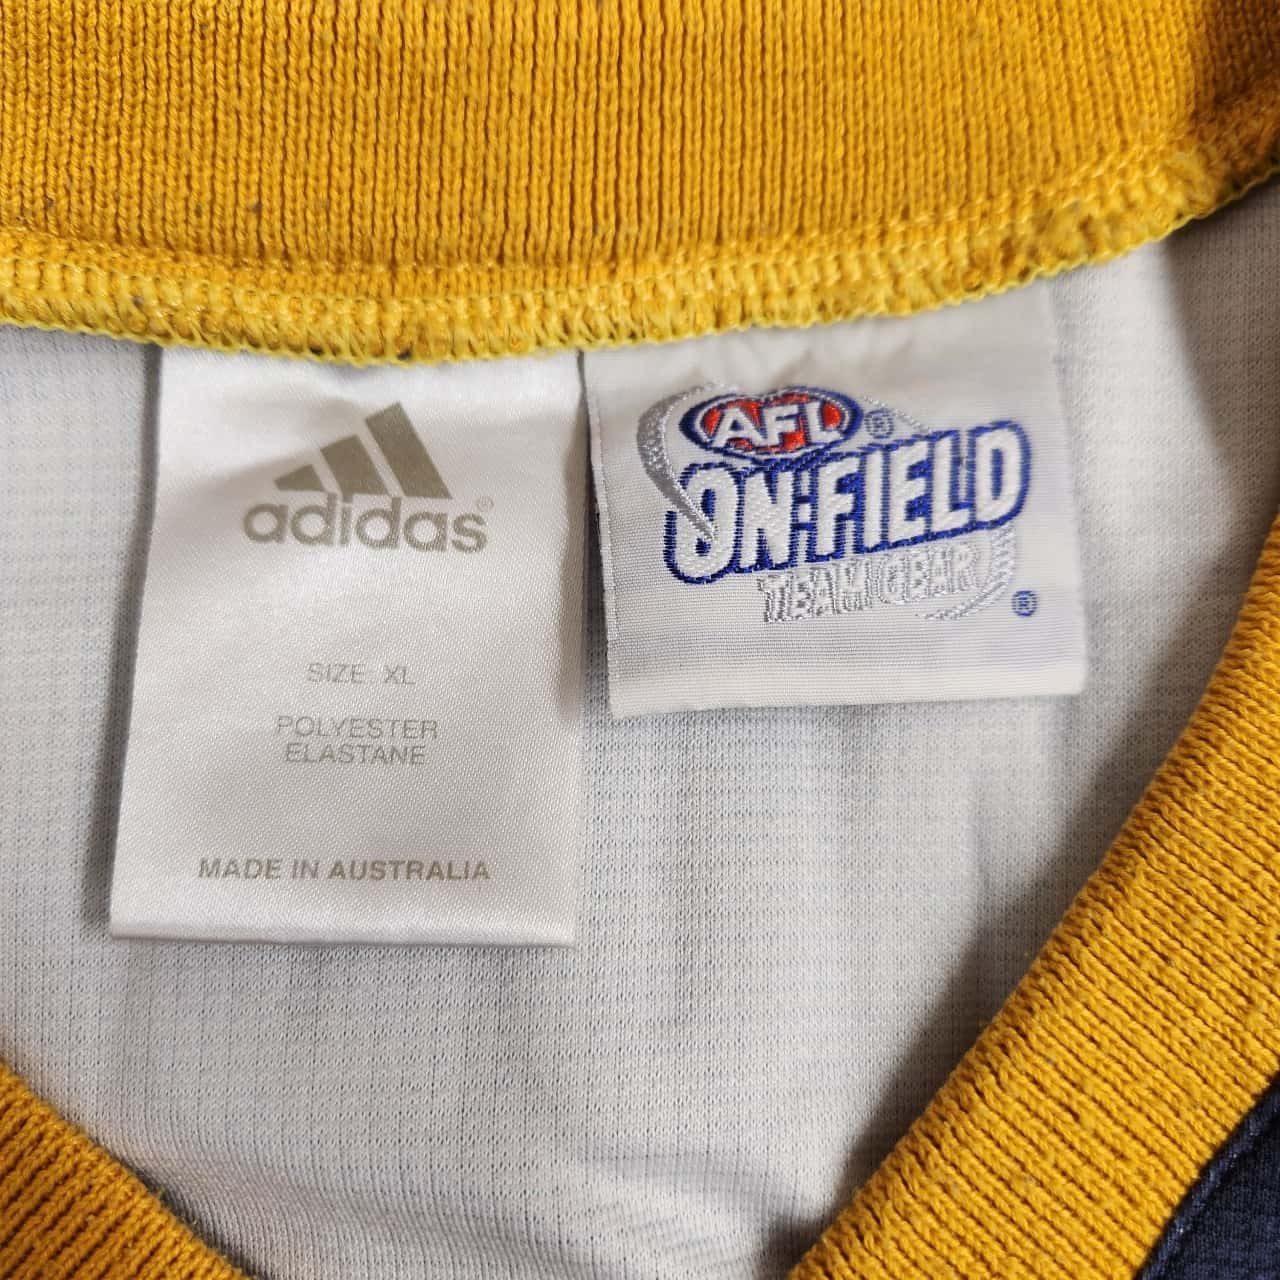 adidas®
SIZE XL
POLYESTER
ELASTANE
MADE IN AUSTRALIA
AFL®
ON:FIELD
TEAM GEAR
®